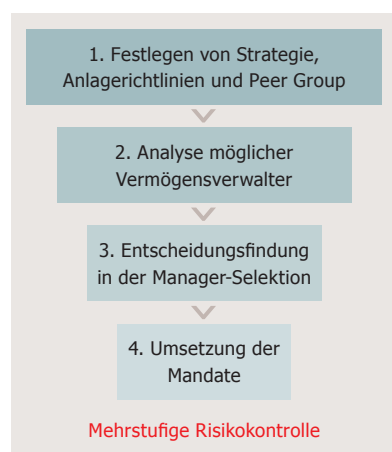 1. Festlegen von Strategie,
Anlagerichtlinien und Peer Group
2. Analyse möglicher
Vermögensverwalter
3. Entscheidungsfindung
in der Manager-Selektion
4. Umsetzung der
Mandate
Mehrstufige Risikokontrolle